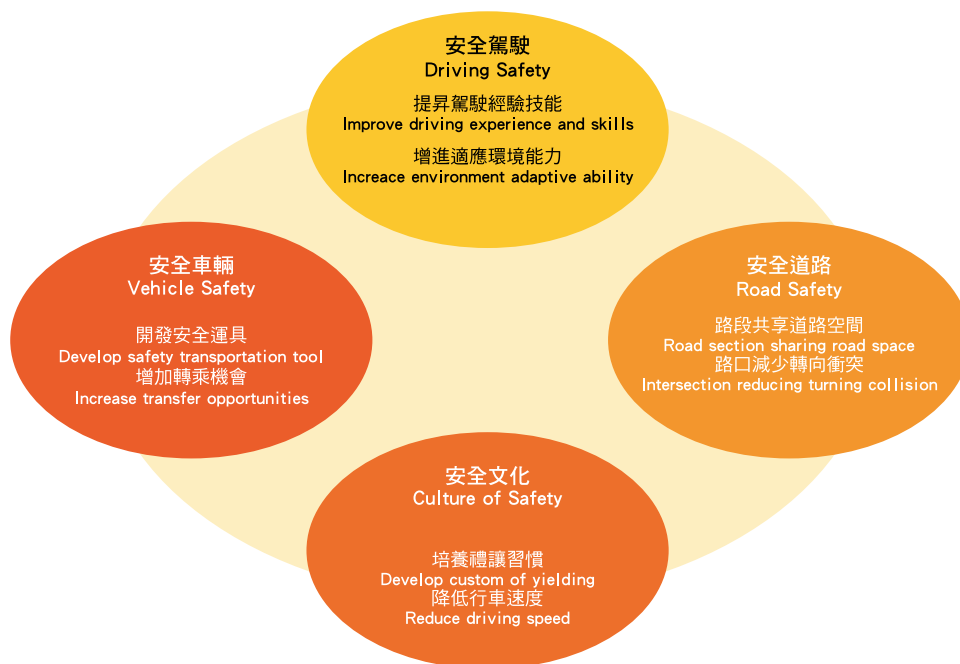 安全駕駛
Driving Safety
提昇駕駛經驗技能
Improve driving experience and skills
增進適應環境能力
Increace environment adaptive ability
安全車輛
Vehicle Safety
開發安全運具
Develop safety transportation tool
增加轉乘機會
Increase transfer opportunities
安全道路
Road Safety
路段共享道路空間
Road section sharing road space
路口減少轉向衝突
Intersection reducing turning collision
安全文化
Culture of Safety
培養禮讓習慣
Develop custom of yielding
降低行車速度
Reduce driving speed